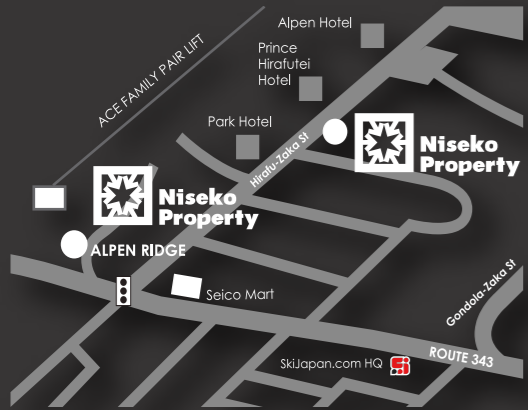 Alpen Hotel
Prince
Hirafutei
Hotel
ACE FAMILY PAIR LIFT
Park Hotel
Hirafu-Zaka St
Niseko
Property
Niseko
Property
ALPEN RIDGE
Seico Mart
Gondola-Zaka St
ROUTE 343
SkiJapan.com HQ